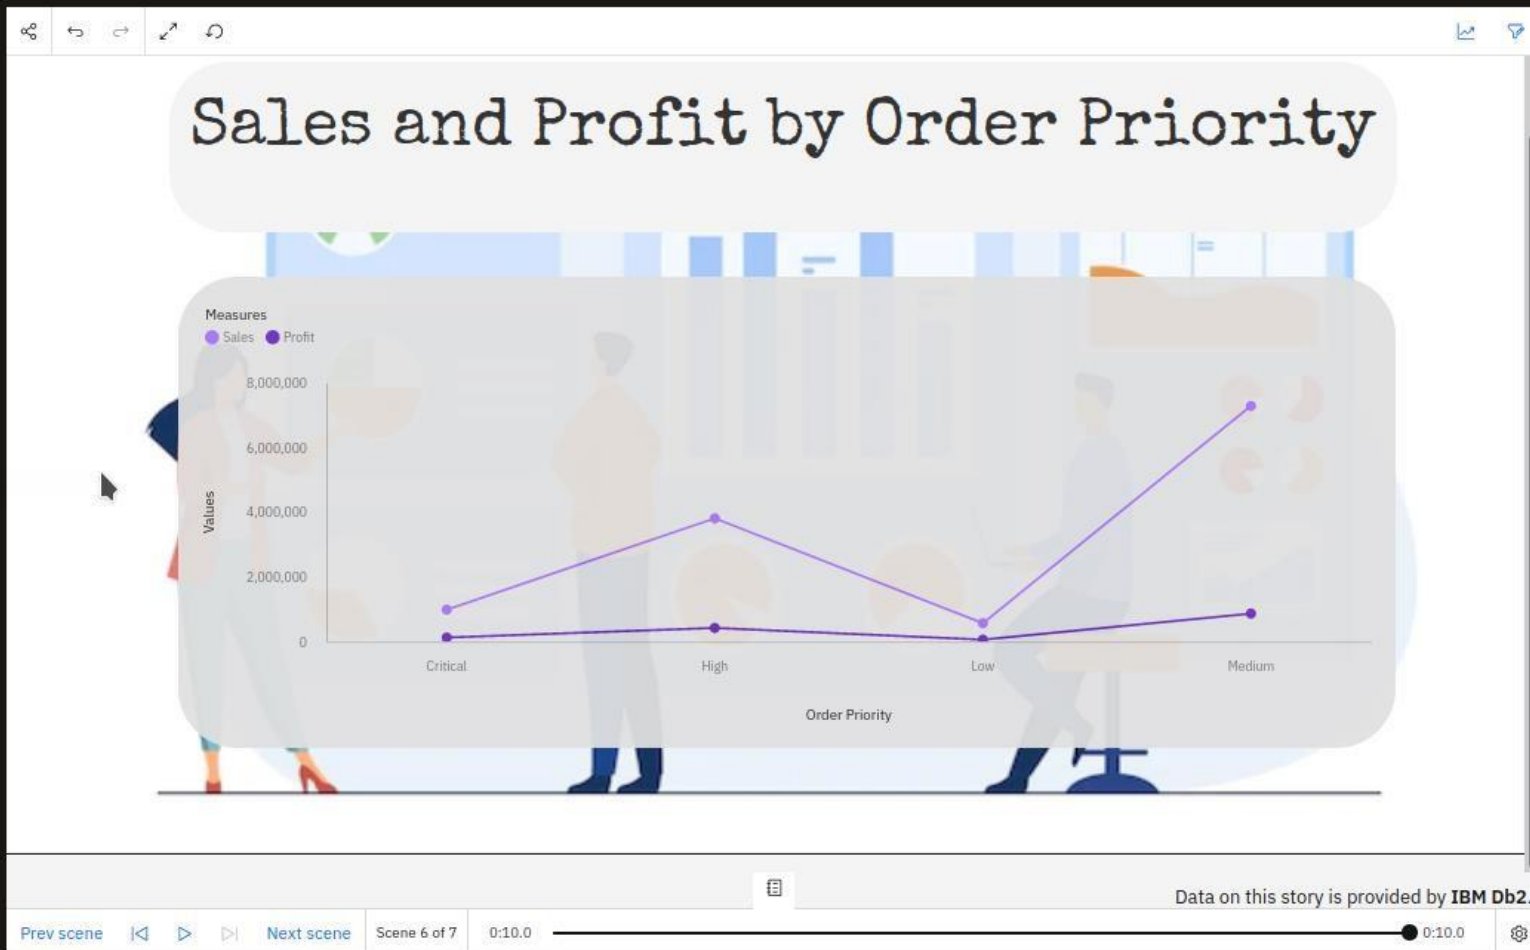 Sales and Profit by Order Priority
Measures
Sales Profit
8,000,000
6,000,000
4,000,000
2,000,000
0
Values
Critical High Low Medium
Order Priority
Data on this story is provided by IBM Db2.
Prev scene Next scene Scene 6 of 7 0:10.0 0:10.0